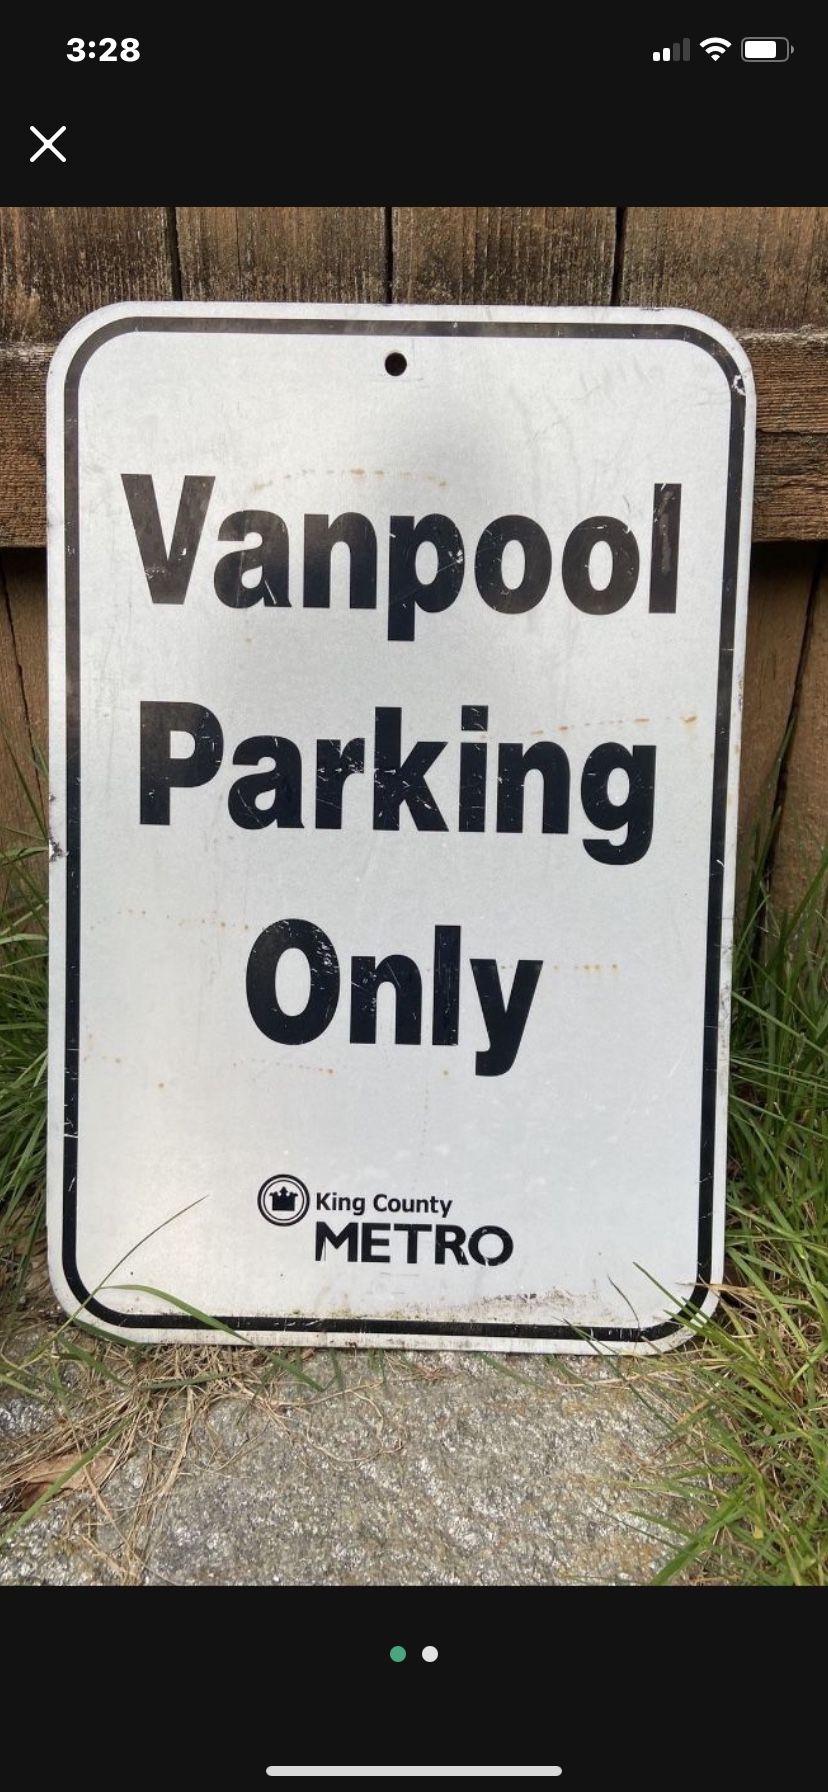 3:28
Vanpool
Parking
Only
King County
METRO